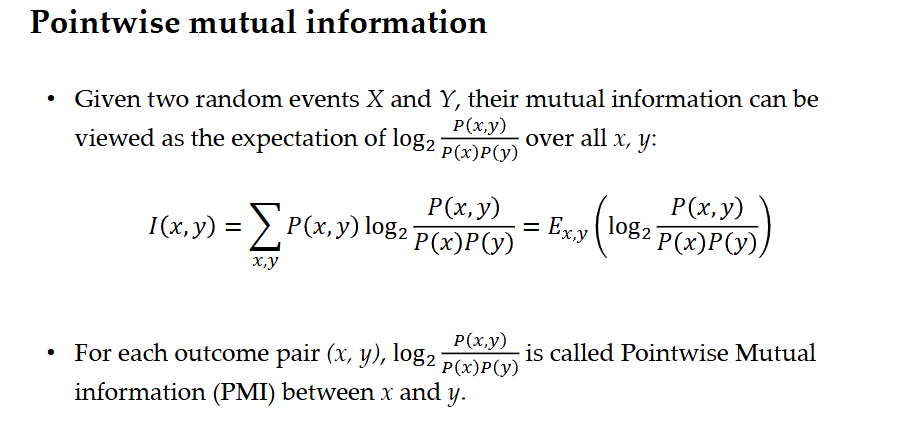 Pointwise mutual information
• Given two random events X and Y, their mutual information can be
viewed as the expectation of log₂ P(x,y)/P(x)P(y) over all x, y:
I(x, y) = ∑_{x,y} P(x, y) log₂ P(x, y)/P(x)P(y) = E_{x,y} (log₂ P(x, y)/P(x)P(y))
• For each outcome pair (x, y), log₂ P(x,y)/P(x)P(y) is called Pointwise Mutual
information (PMI) between x and y.